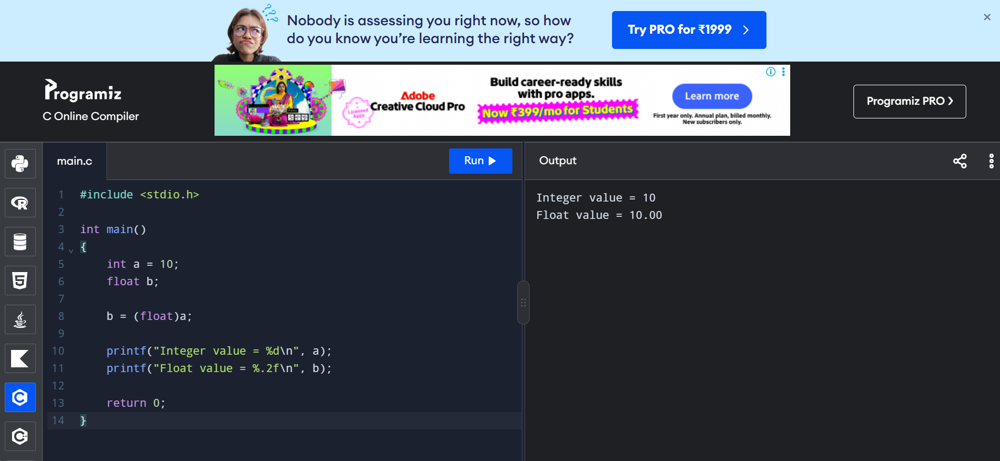 Nobody is assessing you right now, so how
do you know you're learning the right way?
Try PRO for ₹1999
Programiz
C Online Compiler
Adobe
Creative Cloud Pro
Licensed
Apps
Build career-ready skills
with pro apps.
Now ₹399/mo for Students
Learn more
First year only. Annual plan, billed monthly.
New subscribers only.
Programiz PRO
main.c
Run
Output
1 #include <stdio.h>
2
3 int main()
4 {
5     int a = 10;
6     float b;
7
8     b = (float)a;
9
10     printf("Integer value = %d\n", a);
11     printf("Float value = %.2f\n", b);
12
13     return 0;
14 }
Integer value = 10
Float value = 10.00